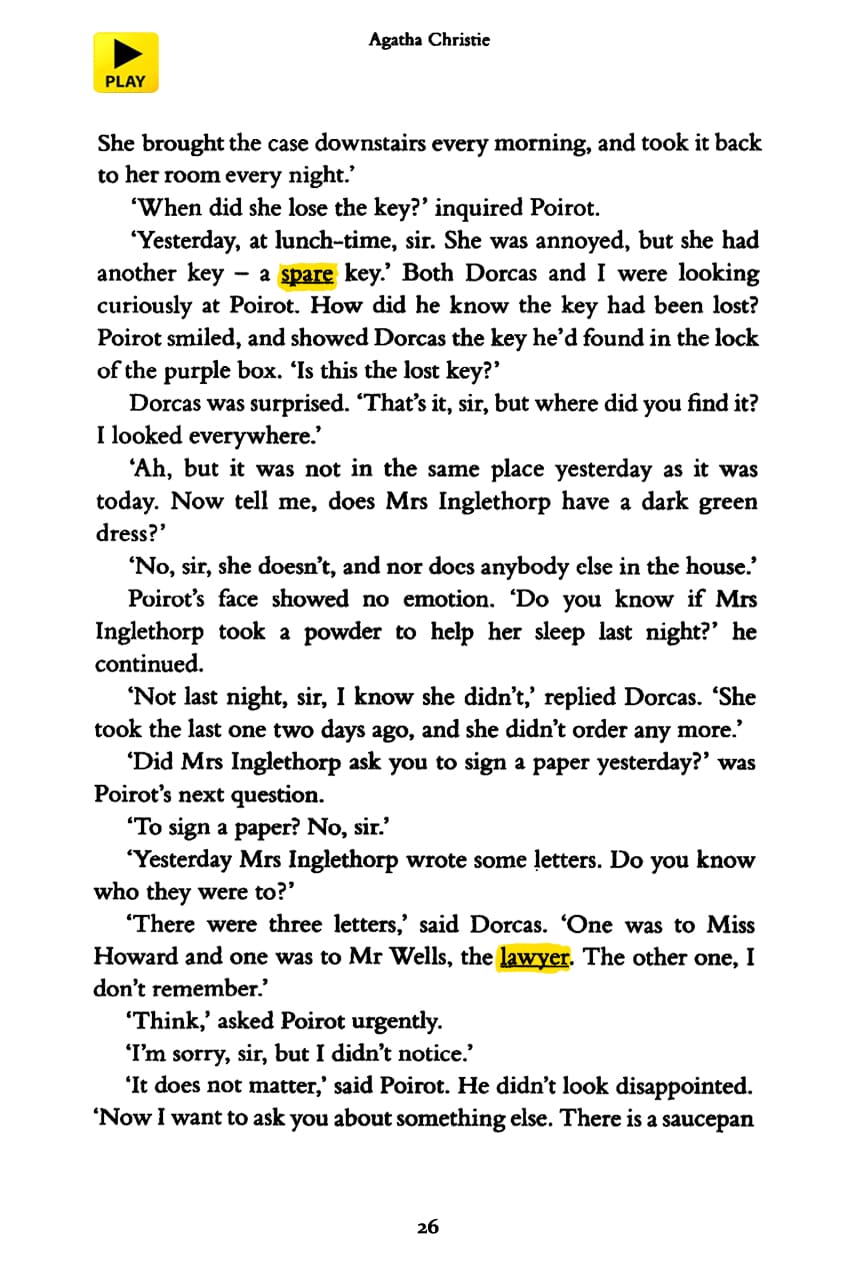 Agatha Christie
PLAY
She brought the case downstairs every morning, and took it back
to her room every night.’
‘When did she lose the key?’ inquired Poirot.
‘Yesterday, at lunch-time, sir. She was annoyed, but she had
another key – a spare key.’ Both Dorcas and I were looking
curiously at Poirot. How did he know the key had been lost?
Poirot smiled, and showed Dorcas the key he’d found in the lock
of the purple box. ‘Is this the lost key?’
Dorcas was surprised. ‘That’s it, sir, but where did you find it?
I looked everywhere.’
‘Ah, but it was not in the same place yesterday as it was
today. Now tell me, does Mrs Inglethorp have a dark green
dress?’
‘No, sir, she doesn’t, and nor does anybody else in the house.’
Poirot’s face showed no emotion. ‘Do you know if Mrs
Inglethorp took a powder to help her sleep last night?’ he
continued.
‘Not last night, sir, I know she didn’t,’ replied Dorcas. ‘She
took the last one two days ago, and she didn’t order any more.’
‘Did Mrs Inglethorp ask you to sign a paper yesterday?’ was
Poirot’s next question.
‘To sign a paper? No, sir.’
‘Yesterday Mrs Inglethorp wrote some letters. Do you know
who they were to?’
‘There were three letters,’ said Dorcas. ‘One was to Miss
Howard and one was to Mr Wells, the lawyer. The other one, I
don’t remember.’
‘Think,’ asked Poirot urgently.
‘I’m sorry, sir, but I didn’t notice.’
‘It does not matter,’ said Poirot. He didn’t look disappointed.
‘Now I want to ask you about something else. There is a saucepan
26